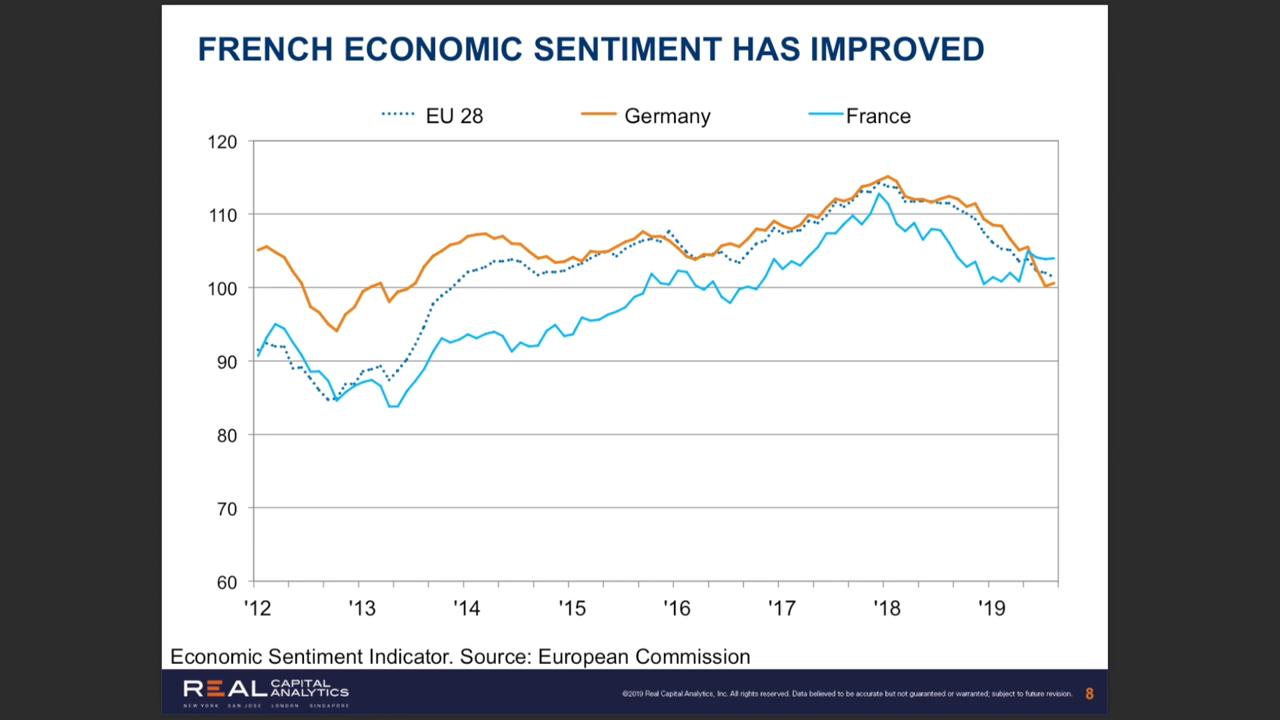 FRENCH ECONOMIC SENTIMENT HAS IMPROVED
EU 28 Germany France
120
110
100
90
80
70
60
'12 '13 '14 '15 '16 '17 '18 '19
Economic Sentiment Indicator. Source: European Commission
REAL CAPITAL ANALYTICS
NEW YORK SAN JOSE LONDON SINGAPORE
©2019 Real Capital Analytics, Inc. All rights reserved. Data believed to be accurate but not guaranteed or warranted; subject to future revision. 8